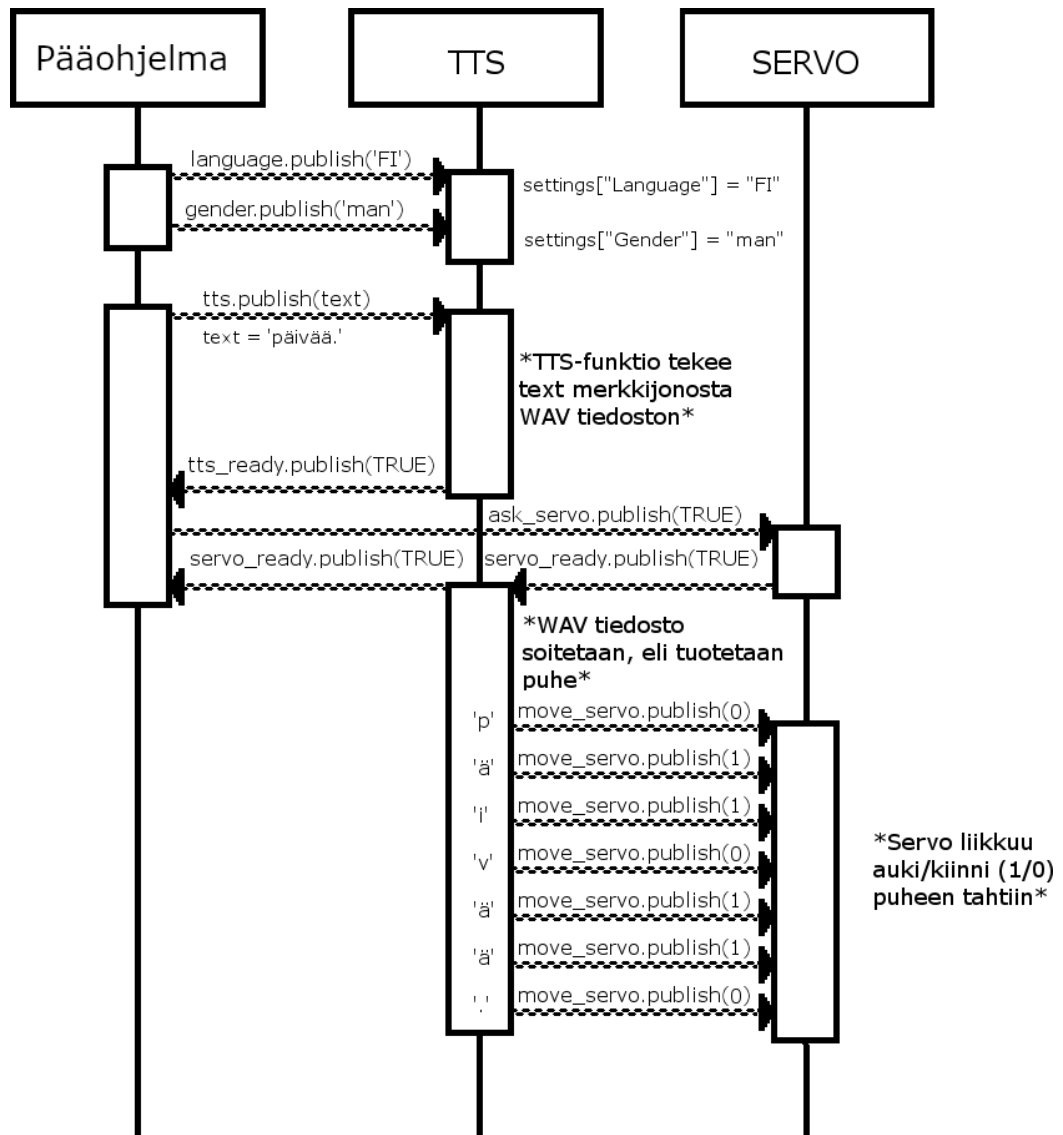 Pääohjelma
TTS
SERVO
language.publish('FI')
settings["Language"] = "FI"
gender.publish('man')
settings["Gender"] = "man"
tts.publish(text)
text = 'päivää.'
*TTS-funktio tekee
text merkkijonosta
WAV tiedoston*
tts_ready.publish(TRUE)
ask_servo.publish(TRUE)
servo_ready.publish(TRUE)
servo_ready.publish(TRUE)
*WAV tiedosto
soitetaan, eli tuotetaan
puhe*
'p' move_servo.publish(0)
'ä' move_servo.publish(1)
'i' move_servo.publish(1)
'v' move_servo.publish(0)
'ä' move_servo.publish(1)
'ä' move_servo.publish(1)
'.' move_servo.publish(0)
*Servo liikkuu
auki/kiinni (1/0)
puheen tahtiin*